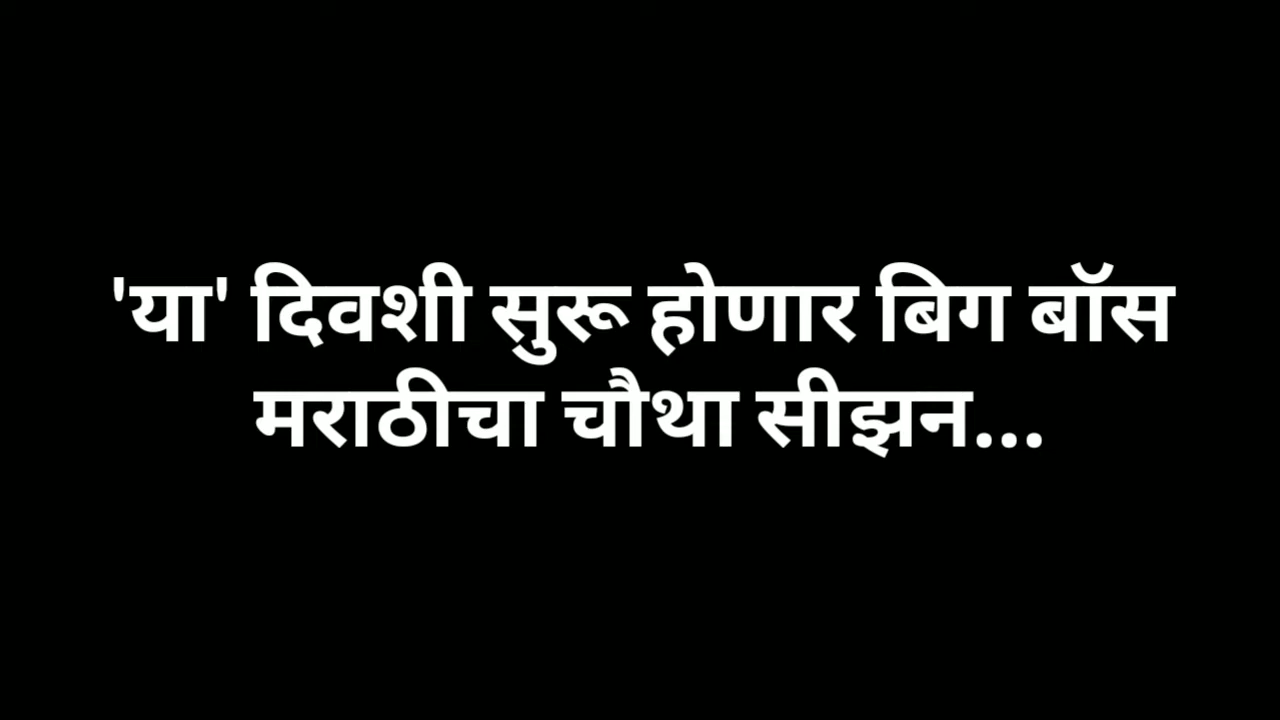 'या' दिवशी सुरू होणार बिग बॉस
मराठीचा चौथा सीझन...